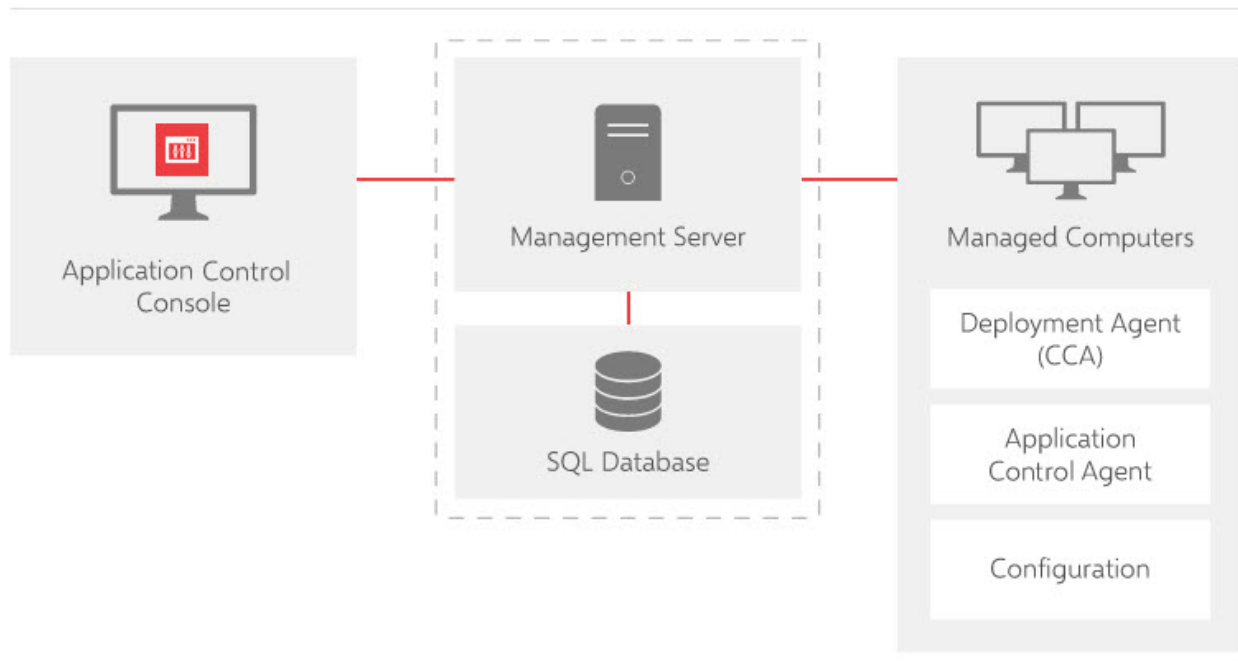 Application Control
Console
Management Server
SQL Database
Managed Computers
Deployment Agent
(CCA)
Application
Control Agent
Configuration